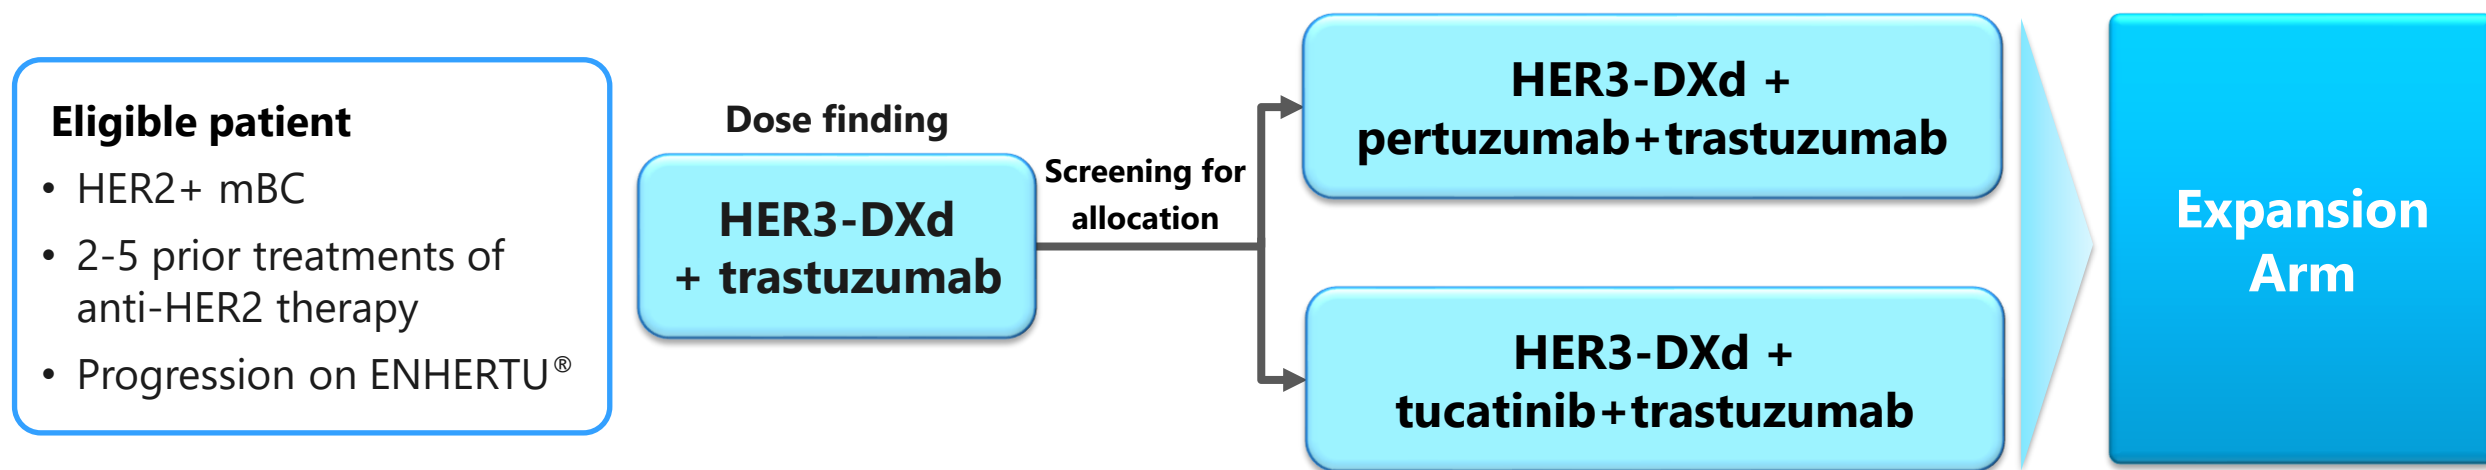 Eligible patient
• HER2+ mBC
• 2-5 prior treatments of
anti-HER2 therapy
• Progression on ENHERTU®
Dose finding
HER3-DXd
+ trastuzumab
Screening for
allocation
HER3-DXd +
pertuzumab+trastuzumab
HER3-DXd +
tucatinib+trastuzumab
Expansion
Arm